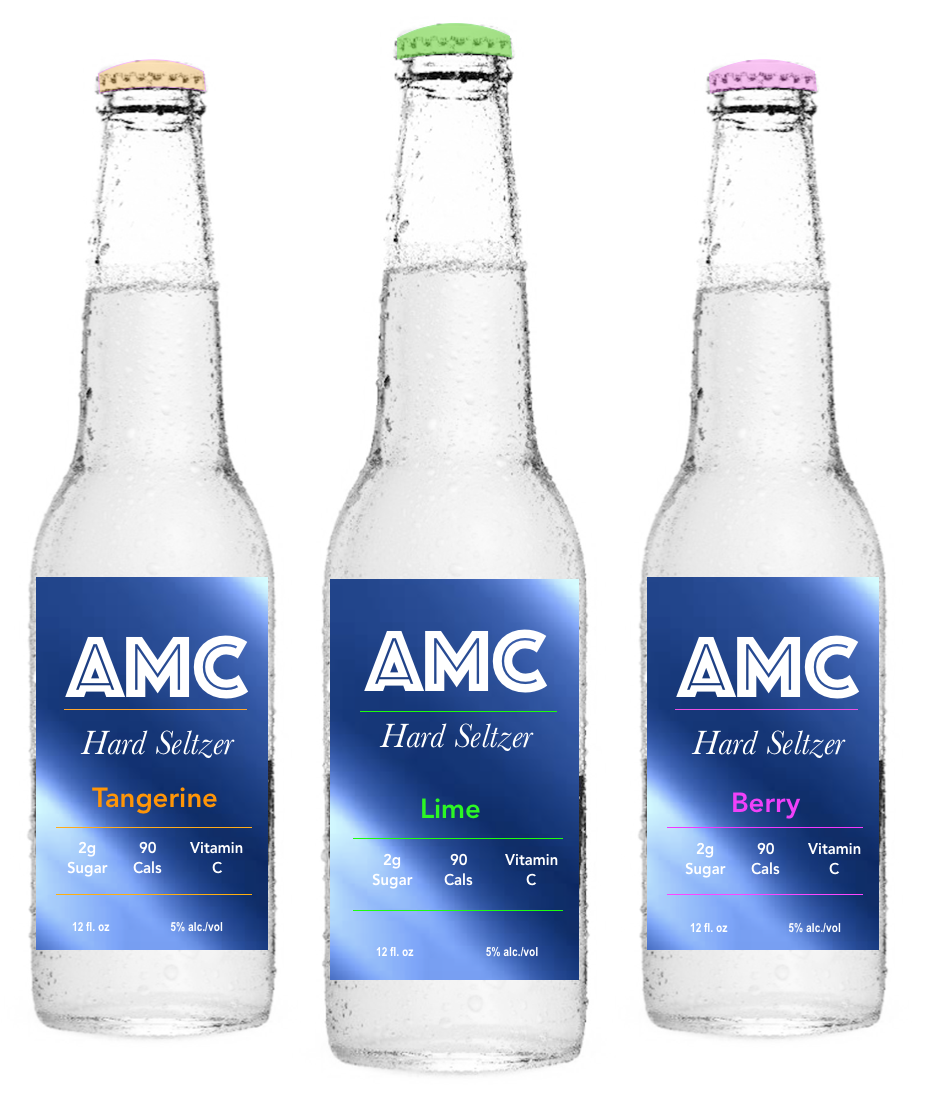 AMC
Hard Seltzer
Tangerine
2g 90 Vitamin
Sugar Cals C
12 fl. oz 5% alc./vol
AMC
Hard Seltzer
Lime
2g 90 Vitamin
Sugar Cals C
12 fl. oz 5% alc./vol
AMC
Hard Seltzer
Berry
2g 90 Vitamin
Sugar Cals C
12 fl. oz 5% alc./vol